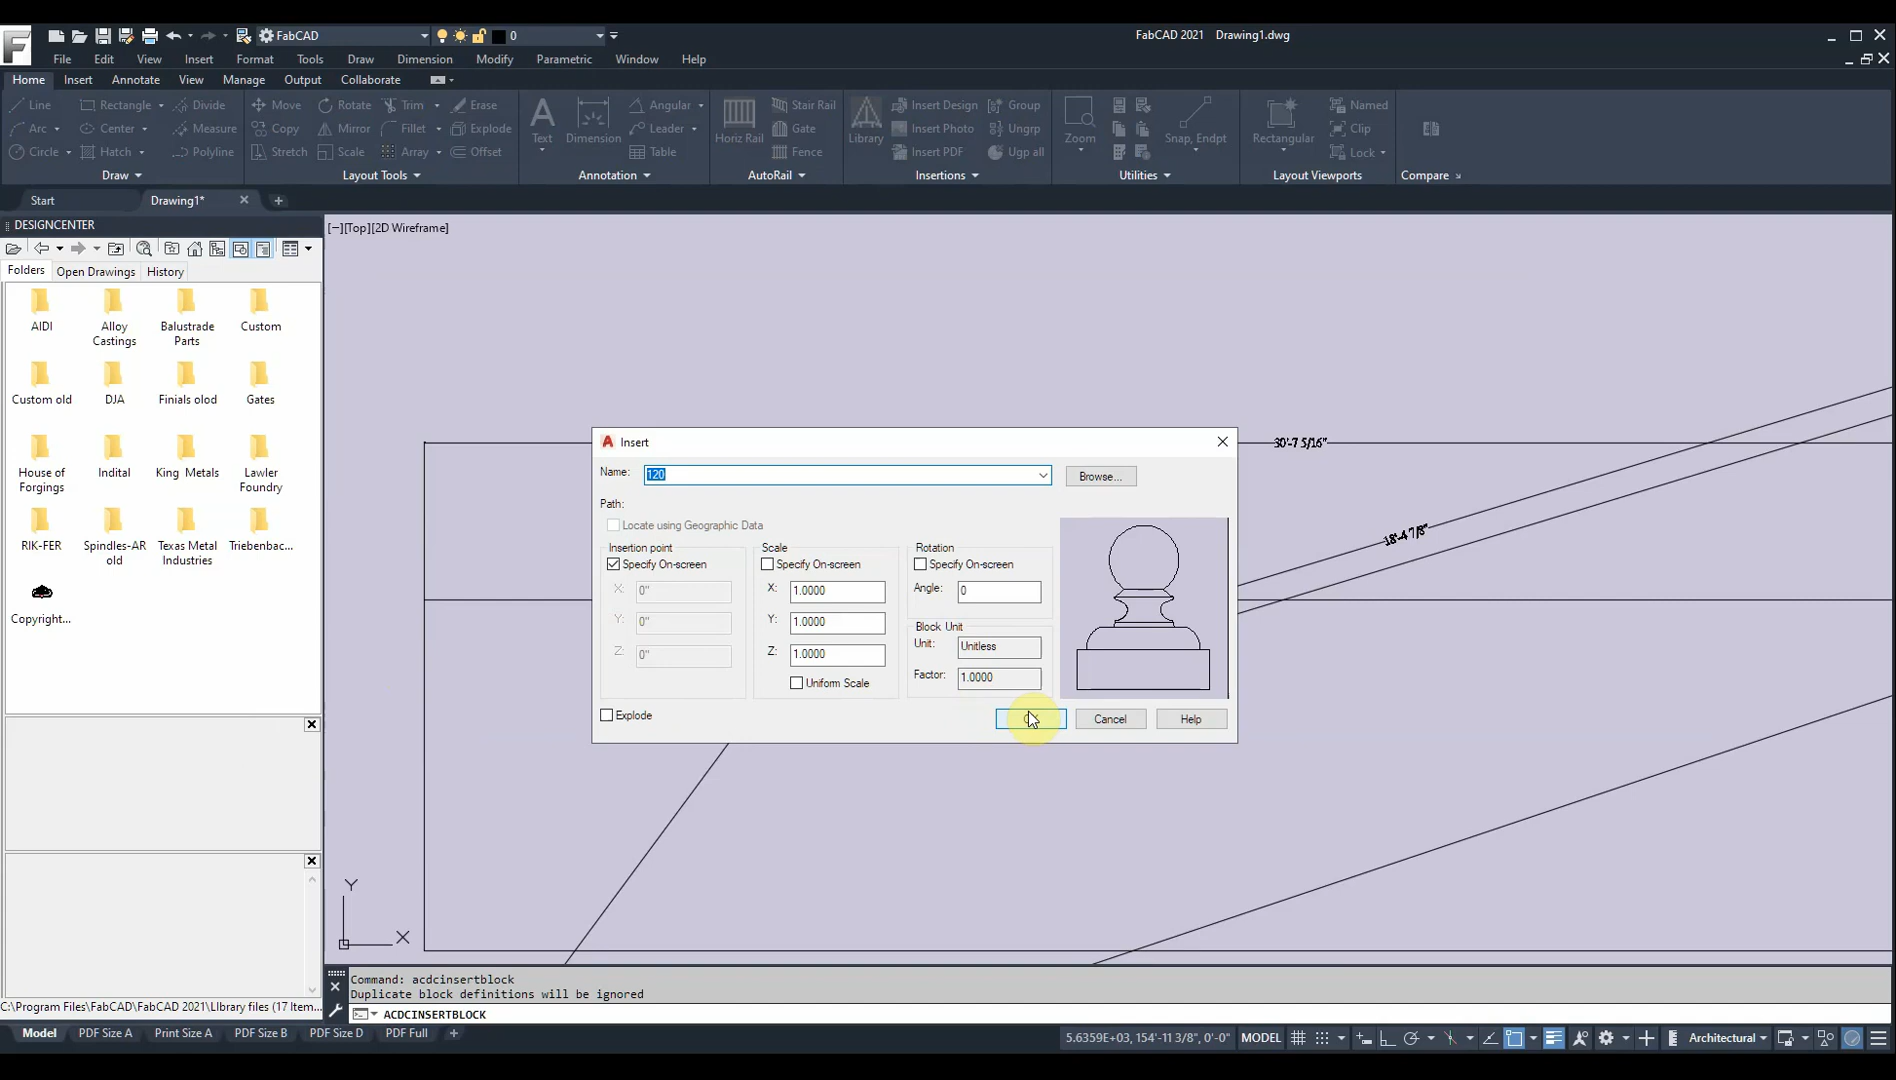 FabCAD
0
FabCAD 2021 Drawing1.dwg
File Edit View Insert Format Tools Draw Dimension Modify Parametric Window Help
Home Insert Annotate View Manage Output Collaborate
Line Rectangle Divide Move Rotate Trim Erase Angular Stair Rail Insert Design Group Named
Arc Center Measure Copy Mirror Fillet Explode Text Dimension Leader Horiz Rail Gate Library Insert Photo Ungrp Zoom Snap, Endpt Rectangular Clip
Circle Hatch Polyline Stretch Scale Array Offset Table Fence Insert PDF Ugp all Lock
Draw Layout Tools Annotation AutoRail Insertions Utilities Layout Viewports Compare
Start Drawing1*
DESIGNCENTER
[−][Top][2D Wireframe]
Folders Open Drawings History
AIDI Alloy Castings Balustrade Parts Custom
Custom old DJA Finials olod Gates
House of Forgings Indital King Metals Lawler Foundry
RIK-FER Spindles-AR old Texas Metal Industries Triebenbac...
Copyright...
Insert
Name: 120 Browse...
Path:
Locate using Geographic Data
Insertion point Scale Rotation
Specify On-screen Specify On-screen Specify On-screen
X: 0" X: 1.0000 Angle: 0
Y: 0" Y: 1.0000 Block Unit
Unit: Unitless
Z: 0" Z: 1.0000 Factor: 1.0000
Uniform Scale
Explode
Cancel Help
30'-7 5/16"
18'-4 7/8"
Y
X
Command: acdcinsertblock
Duplicate block definitions will be ignored
ACDCINSERTBLOCK
C:\Program Files\FabCAD\FabCAD 2021\LIbrary files (17 Item...
Model PDF Size A Print Size A PDF Size B PDF Size D PDF Full
5.6359E+03, 154'-11 3/8", 0'-0" MODEL Architectural